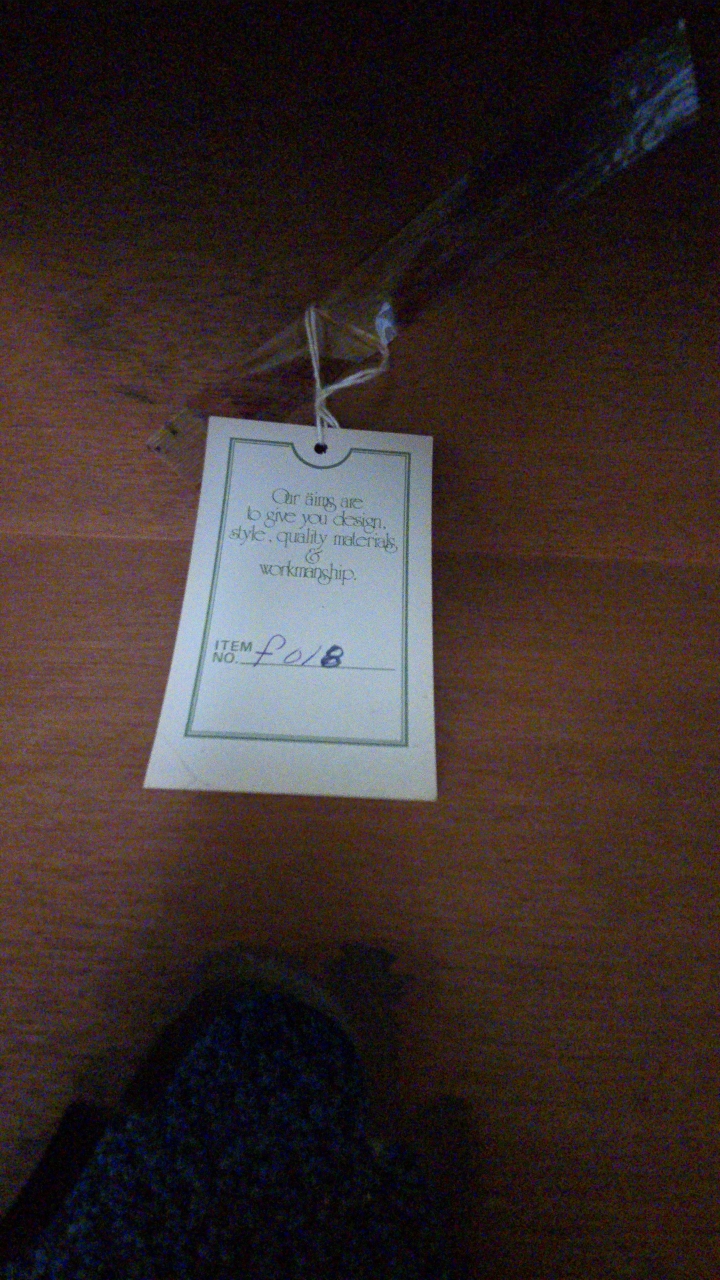 Our aims are
to give you design,
style, quality materials
&
workmanship.
ITEM
NO. F018